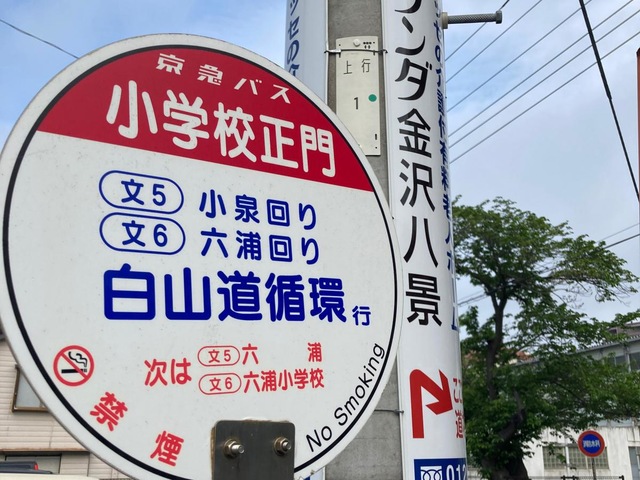 京急バス
小学校正門
文5 小泉回り
文6 六浦回り
白山道循環行
次は 文5 六浦
文6 六浦小学校
禁煙
No Smoking
上行
1
ンダ金沢八景